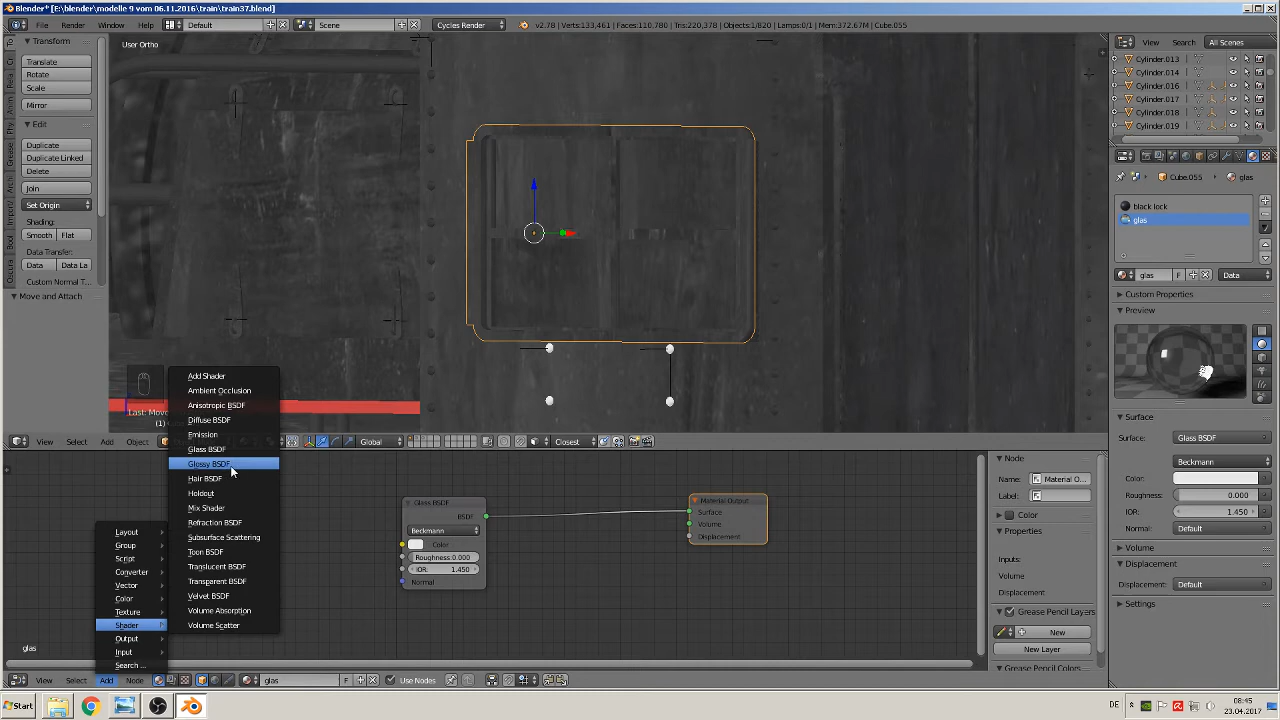 Blender* [E:\blender\modelle 9 vom 06.11.2016\train\train37.blend]
File Render Window Help Default Scene Cycles Render v2.78 | Verts:133,461 | Faces:110,780 | Tris:220,378 | Objects:1/820 | Lamps:0/1 | Mem:372.67M | Cube.055
Transform
Translate
Rotate
Scale
Mirror
Edit
Duplicate
Duplicate Linked
Delete
Join
Set Origin
Shading:
Smooth Flat
Data Transfer:
Data Data La
Custom Normal T...
Move and Attach
User Ortho
View Search All Scenes
Cylinder.013
Cylinder.014
Cylinder.016
Cylinder.017
Cylinder.018
Cylinder.019
Cube.055 glas
black lock
glas
glas F Data
Custom Properties
Preview
Surface
Surface: Glass BSDF
Beckmann
Color:
Roughness: 0.000
IOR: 1.450
Normal: Default
Volume
Displacement
Displacement: Default
Settings
View Select Add Object Global Closest
Add Shader
Ambient Occlusion
Anisotropic BSDF
Diffuse BSDF
Emission
Glass BSDF
Glossy BSDF
Hair BSDF
Holdout
Mix Shader
Refraction BSDF
Subsurface Scattering
Toon BSDF
Translucent BSDF
Transparent BSDF
Velvet BSDF
Volume Absorption
Volume Scatter
Layout
Group
Script
Converter
Vector
Color
Texture
Shader
Output
Input
Search ...
Glass BSDF
BSDF
Beckmann
Color
Roughness:0.000
IOR: 1.450
Normal
Material Output
Surface
Volume
Displacement
Node
Name: Material O...
Label:
Color
Properties
Inputs:
Volume
Displacement
Grease Pencil Layers
New
New Layer
Grease Pencil Colors
glas
View Select Add Node glas F Use Nodes
Start DE 08:45
23.04.2017